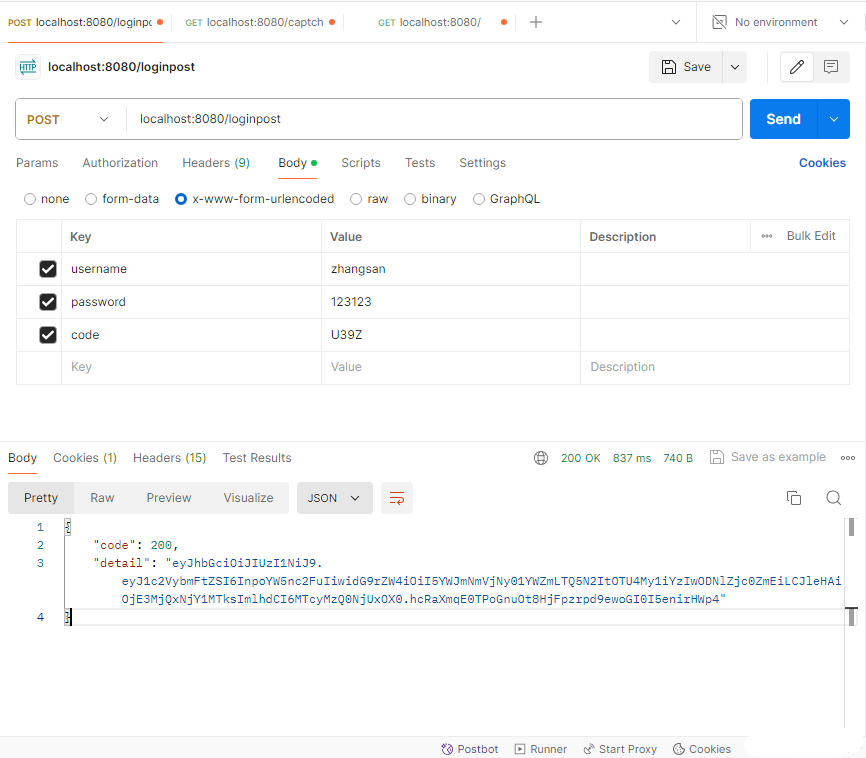 POST localhost:8080/loginpo
GET localhost:8080/captch
GET localhost:8080/
No environment
HTTP localhost:8080/loginpost
Save
POST
localhost:8080/loginpost
Send
Params Authorization Headers (9) Body Scripts Tests Settings Cookies
none form-data x-www-form-urlencoded raw binary GraphQL
Key Value Description Bulk Edit
username zhangsan
password 123123
code U39Z
Key Value Description
Body Cookies (1) Headers (15) Test Results 200 OK 837 ms 740 B Save as example
Pretty Raw Preview Visualize JSON
1 {
2 "code": 200,
3 "detail": "eyJhbGciOiJIUzI1NiJ9.
eyJ1c2VybmFtZSI6InpoYW5nc2FuIiwidG9rZW4iOiI5YWJmNmVjNy01YWZmLTQ5N2ItOTU4My1iYzIwODNlZjc0ZmEiLCJleHAi
OjE3MjQxNjY1MTksImlhdCI6MTcyMzQ0NjUxOX0.hcRaXmqE0TPoGnuOt8HjFpzrpd9ewoGI0I5enirHWp4"
4 }
Postbot Runner Start Proxy Cookies